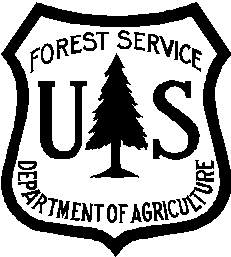 FOREST SERVICE
U S
DEPARTMENT OF AGRICULTURE